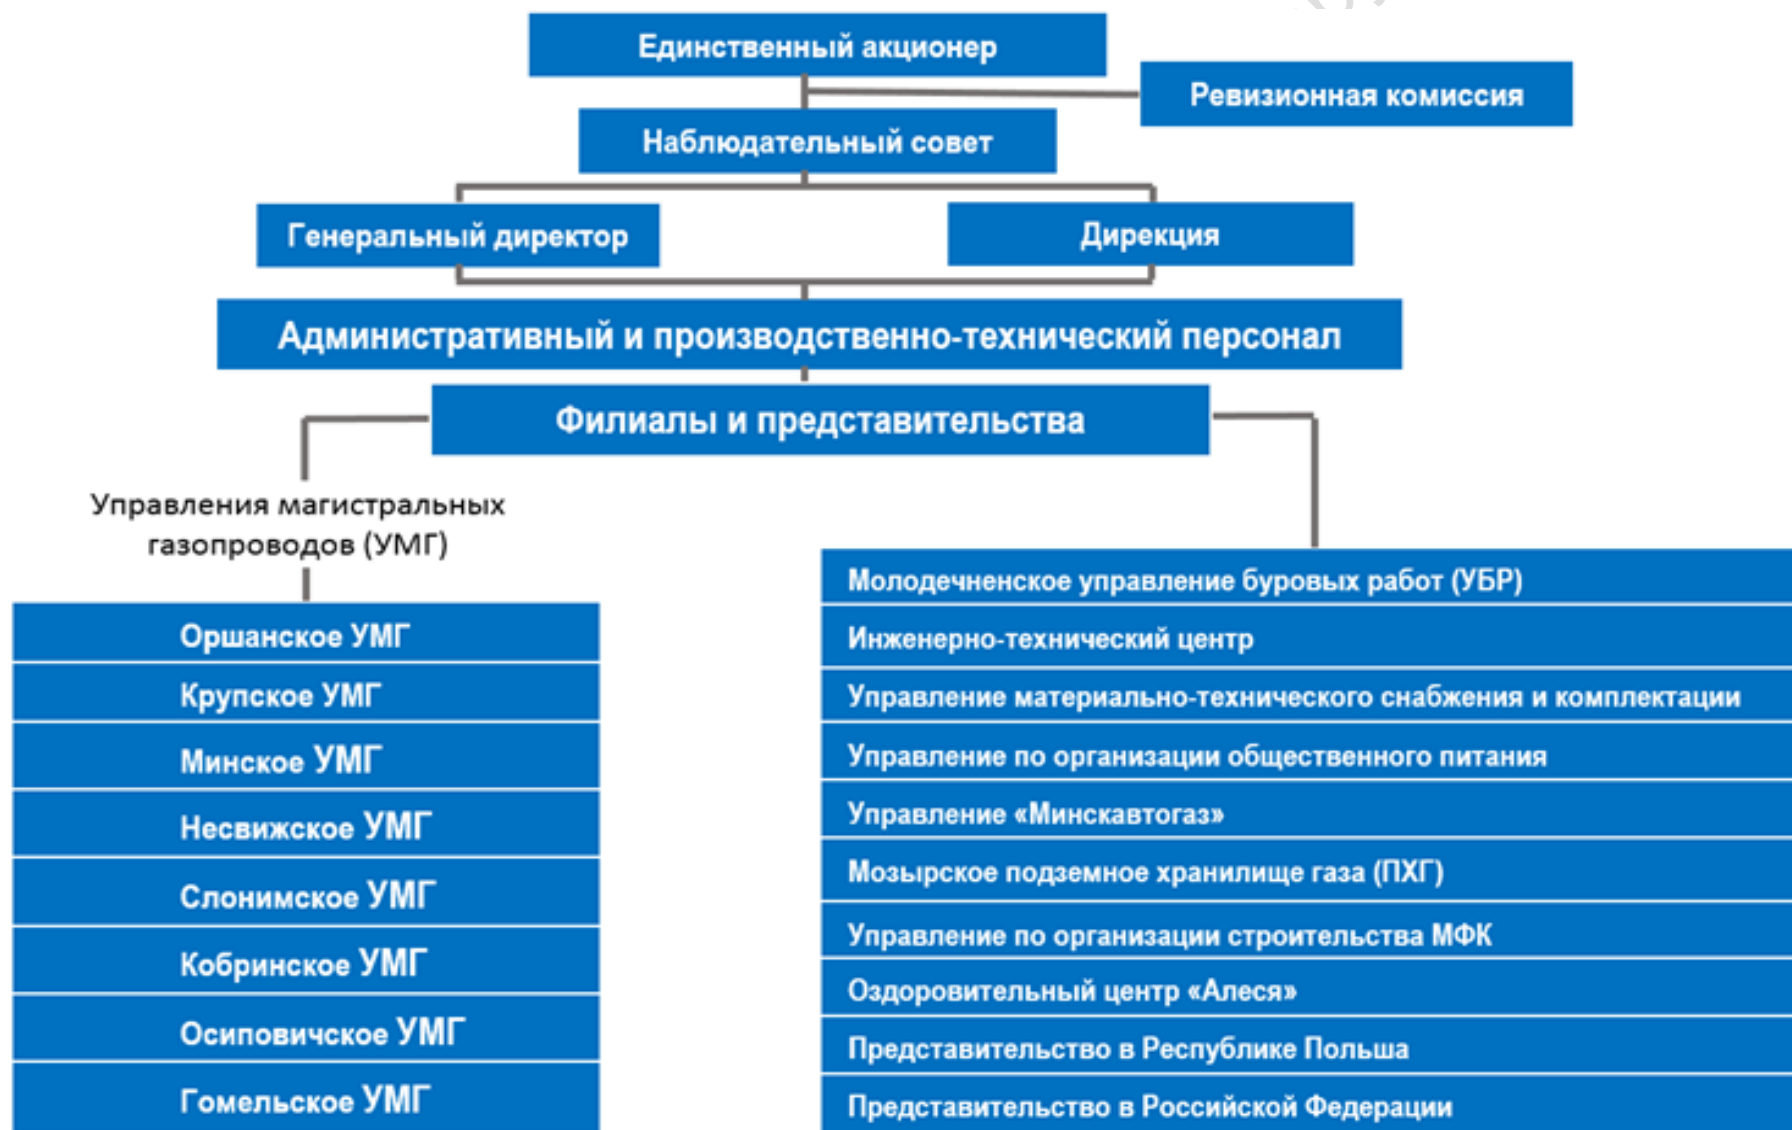 Единственный акционер
Ревизионная комиссия
Наблюдательный совет
Генеральный директор
Дирекция
Административный и производственно-технический персонал
Филиалы и представительства
Управления магистральных
газопроводов (УМГ)
Оршанское УМГ
Крупское УМГ
Минское УМГ
Несвижское УМГ
Слонимское УМГ
Кобринское УМГ
Осиповичское УМГ
Гомельское УМГ
Молодечненское управление буровых работ (УБР)
Инженерно-технический центр
Управление материально-технического снабжения и комплектации
Управление по организации общественного питания
Управление «Минскавтогаз»
Мозырское подземное хранилище газа (ПХГ)
Управление по организации строительства МФК
Оздоровительный центр «Алеся»
Представительство в Республике Польша
Представительство в Российской Федерации